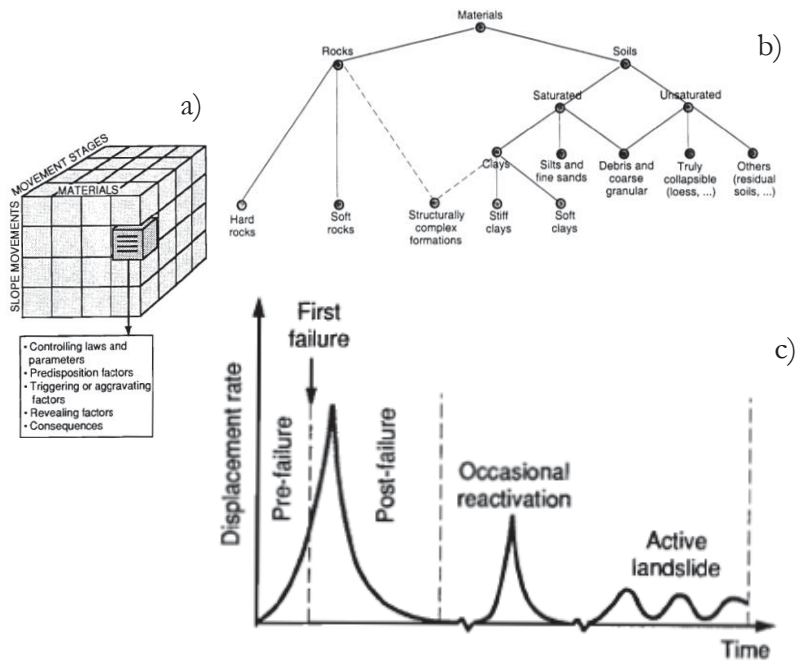 a)
MOVEMENT STAGES
MATERIALS
SLOPE MOVEMENTS
• Controlling laws and
parameters
• Predisposition factors
• Triggering or aggravating
factors
• Revealing factors
• Consequences
b)
Materials
Rocks
Soils
Saturated
Unsaturated
Clays
Silts and
fine sands
Debris and
coarse
granular
Truly
collapsible
(loess, ...)
Others
(residual
soils, ...)
Hard
rocks
Soft
rocks
Structurally
complex
formations
Stiff
clays
Soft
clays
c)
Displacement rate
First
failure
Pre-failure
Post-failure
Occasional
reactivation
Active
landslide
Time